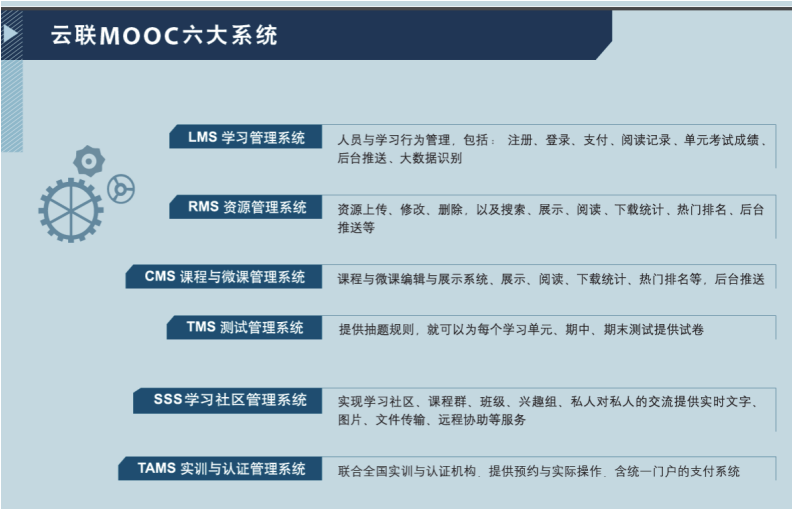 云联MOOC六大系统
LMS 学习管理系统
人员与学习行为管理，包括： 注册、登录、支付、阅读记录、单元考试成绩、
后台推送、大数据识别
RMS 资源管理系统
资源上传、修改、删除，以及搜索、展示、阅读、下载统计、热门排名、后台
推送等
CMS 课程与微课管理系统
课程与微课编辑与展示系统、展示、阅读、下载统计、热门排名等，后台推送
TMS 测试管理系统
提供抽题规则，就可以为每个学习单元、期中、期末测试提供试卷
SSS学习社区管理系统
实现学习社区、课程群、班级、兴趣组、私人对私人的交流提供实时文字、
图片、文件传输、远程协助等服务
TAMS 实训与认证管理系统
联合全国实训与认证机构，提供预约与实际操作，含统一门户的支付系统